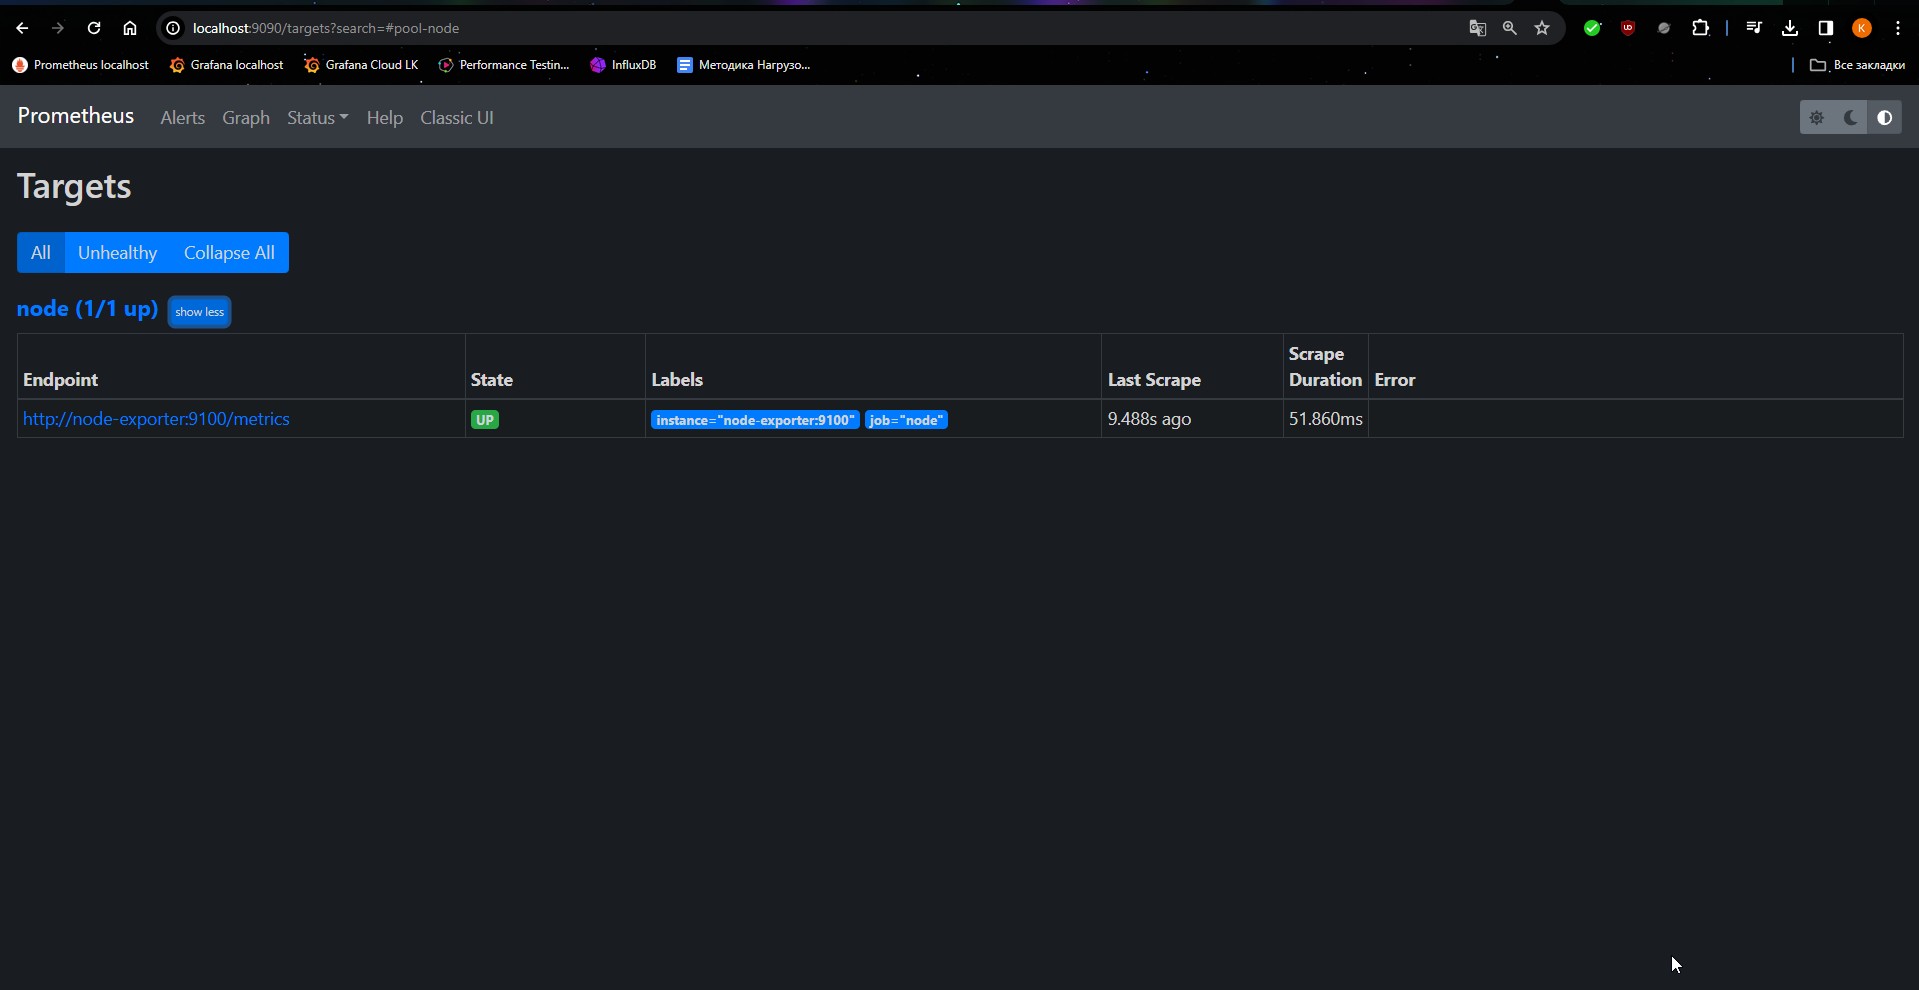 localhost:9090/targets?search=#pool-node
Prometheus localhost Grafana localhost Grafana Cloud LK Performance Testin... InfluxDB Методика Нагрузо... Все закладки
Prometheus Alerts Graph Status Help Classic UI
Targets
All Unhealthy Collapse All
node (1/1 up) show less
Endpoint State Labels Last Scrape Scrape Duration Error
http://node-exporter:9100/metrics UP instance="node-exporter:9100" job="node" 9.488s ago 51.860ms